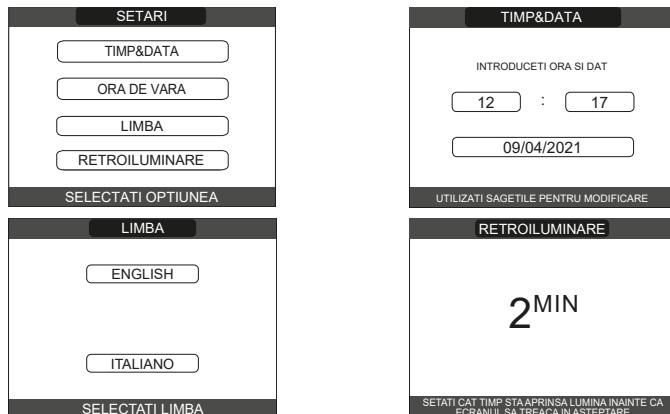 SETARI
TIMP&DATA
ORA DE VARA
LIMBA
RETROILUMINARE
SELECTATI OPTIUNEA
TIMP&DATA
INTRODUCETI ORA SI DAT
12 : 17
09/04/2021
UTILIZATI SAGETILE PENTRU MODIFICARE
LIMBA
ENGLISH
ITALIANO
SELECTATI LIMBA
RETROILUMINARE
2MIN
SETATI CAT TIMP STA APRINSA LUMINA INAINTE CA
ECRANUL SA TREACA IN ASTEPTARE